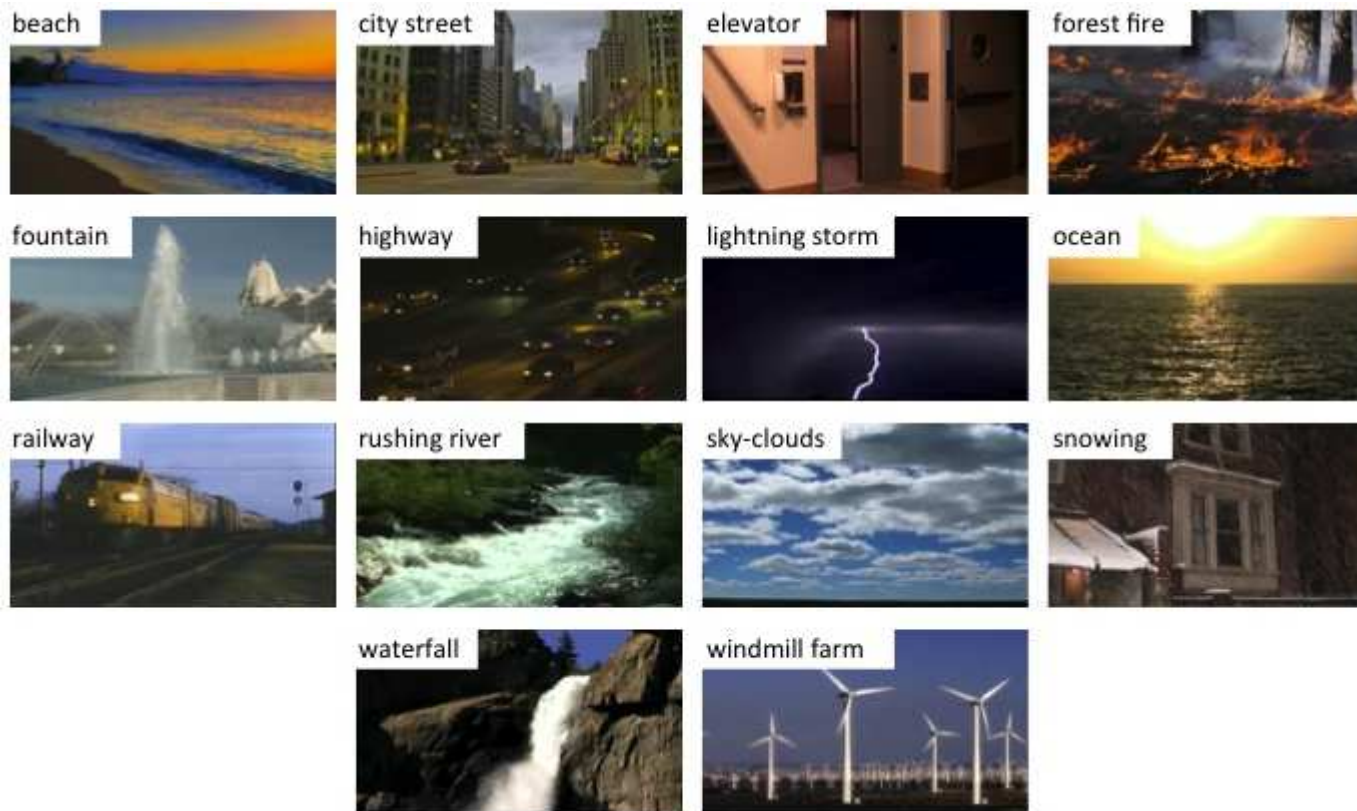 beach
city street
elevator
forest fire
fountain
highway
lightning storm
ocean
railway
rushing river
sky-clouds
snowing
waterfall
windmill farm